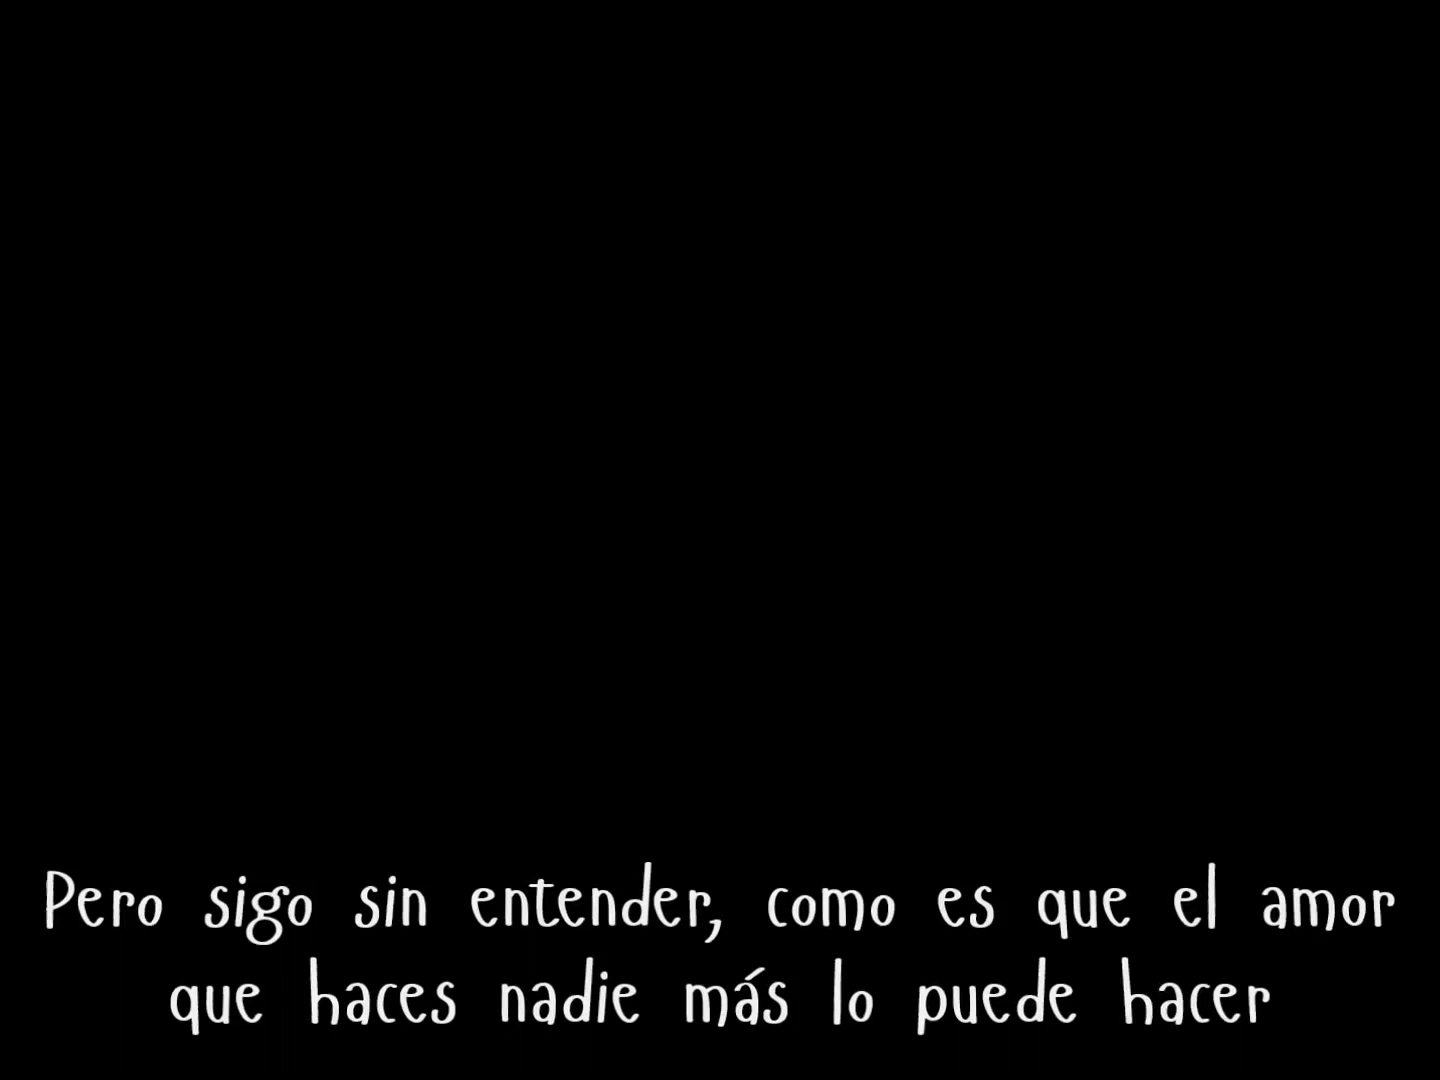 Pero sigo sin entender, como es que el amor
que haces nadie más lo puede hacer